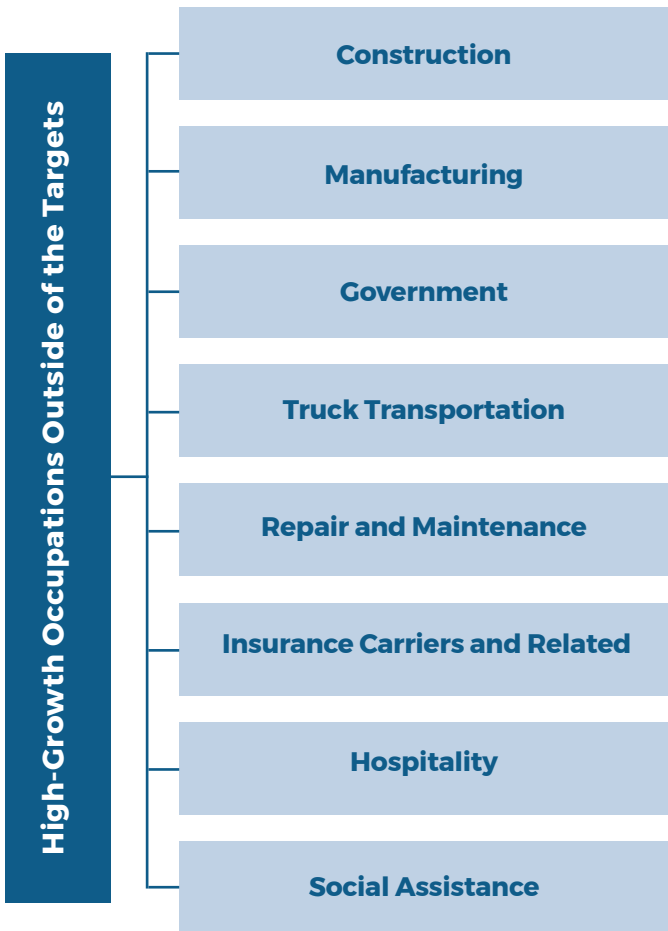 High-Growth Occupations Outside of the Targets
Construction
Manufacturing
Government
Truck Transportation
Repair and Maintenance
Insurance Carriers and Related
Hospitality
Social Assistance